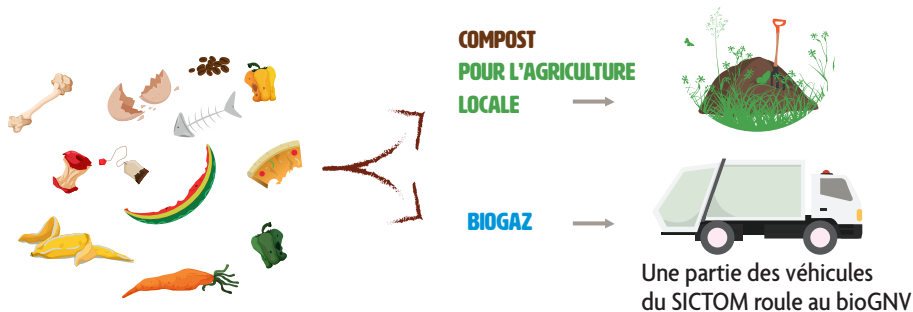 COMPOST
POUR L'AGRICULTURE
LOCALE
BIOGAZ
Une partie des véhicules
du SICTOM roule au bioGNV